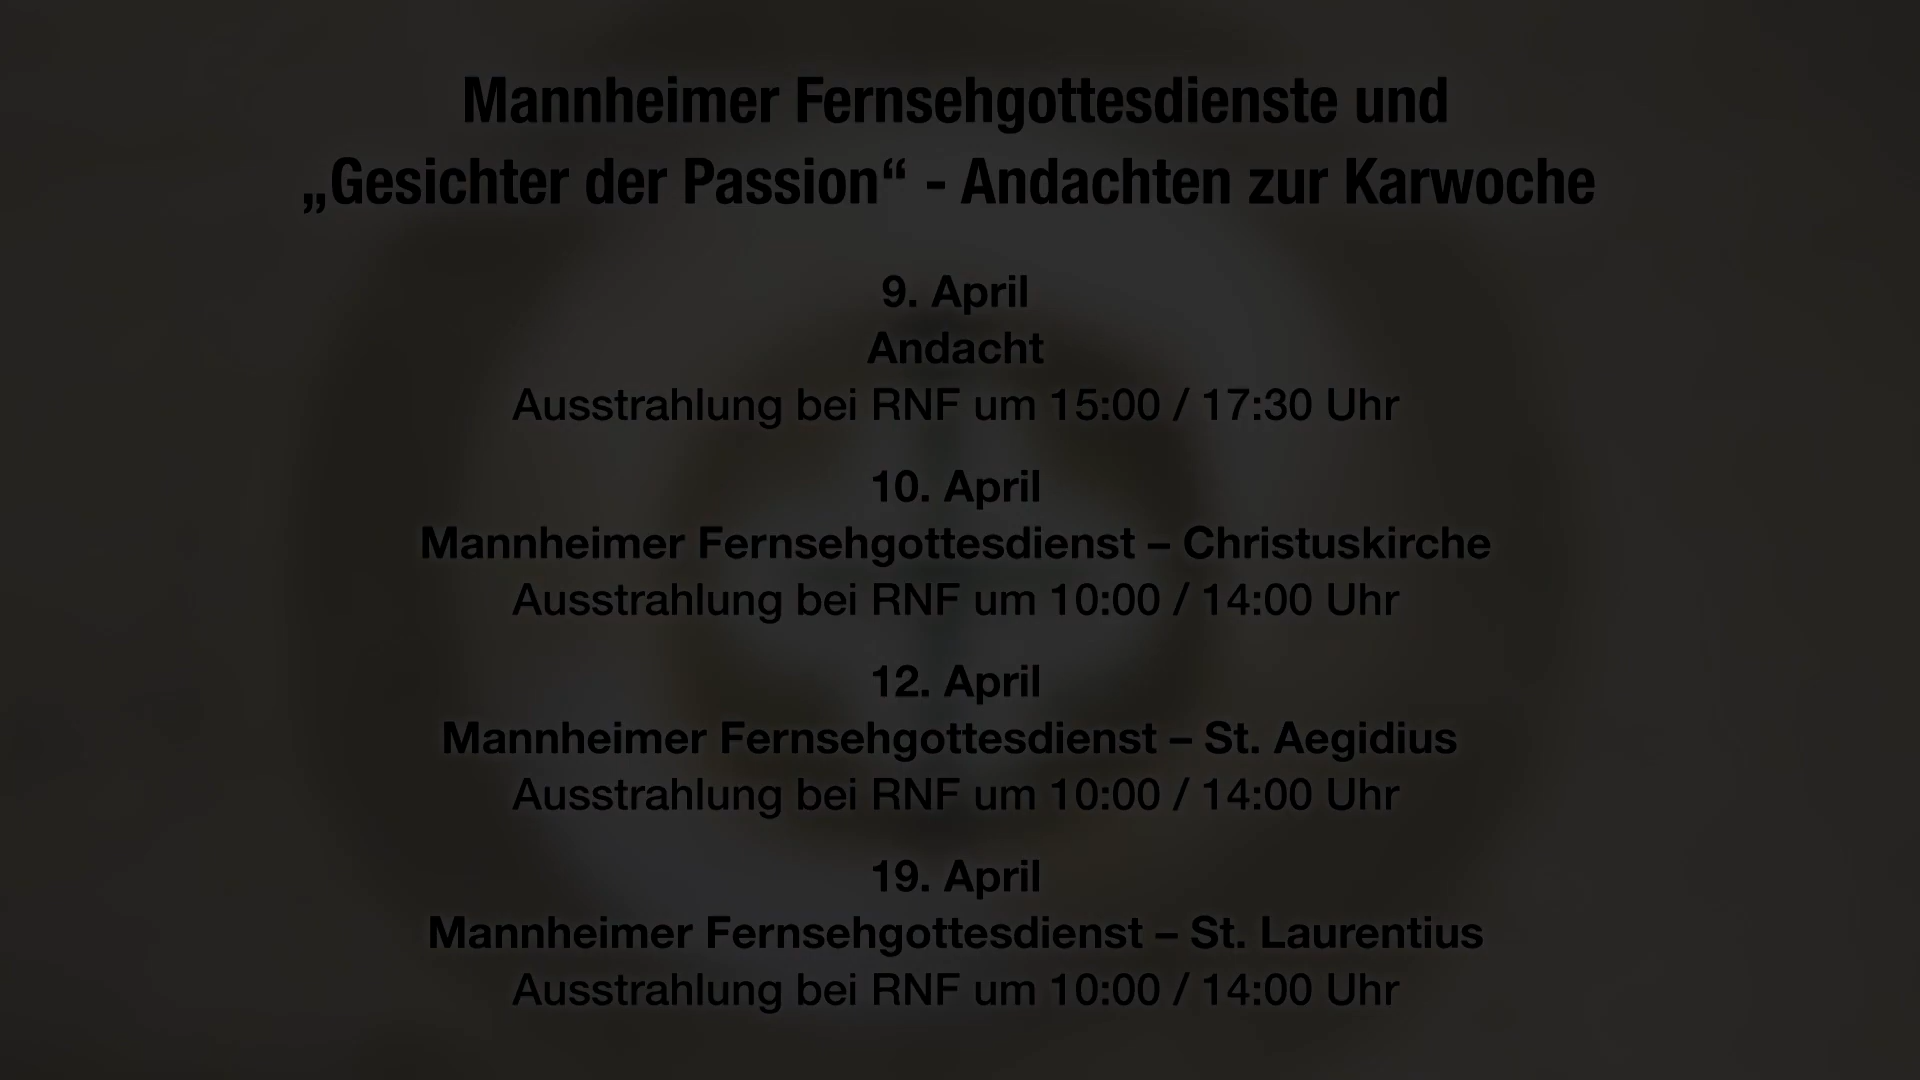 Mannheimer Fernsehgottesdienste und
„Gesichter der Passion“ - Andachten zur Karwoche
9. April
Andacht
Ausstrahlung bei RNF um 15:00 / 17:30 Uhr
10. April
Mannheimer Fernsehgottesdienst – Christuskirche
Ausstrahlung bei RNF um 10:00 / 14:00 Uhr
12. April
Mannheimer Fernsehgottesdienst – St. Aegidius
Ausstrahlung bei RNF um 10:00 / 14:00 Uhr
19. April
Mannheimer Fernsehgottesdienst – St. Laurentius
Ausstrahlung bei RNF um 10:00 / 14:00 Uhr